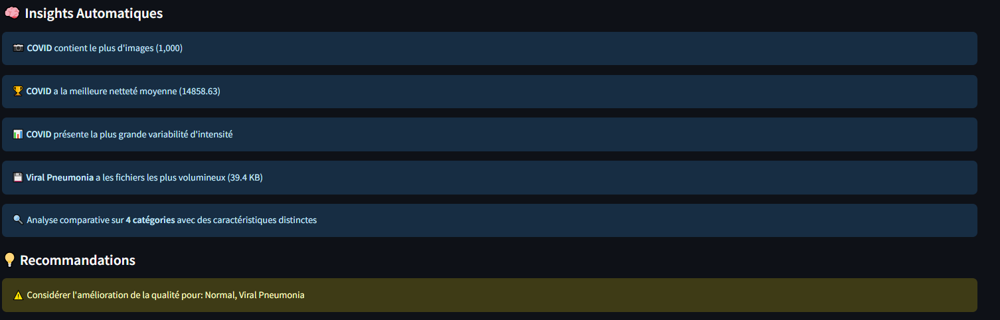 Insights Automatiques
COVID contient le plus d'images (1,000)
COVID a la meilleure netteté moyenne (14858.63)
COVID présente la plus grande variabilité d'intensité
Viral Pneumonia a les fichiers les plus volumineux (39.4 KB)
Analyse comparative sur 4 catégories avec des caractéristiques distinctes
Recommandations
Considérer l'amélioration de la qualité pour: Normal, Viral Pneumonia